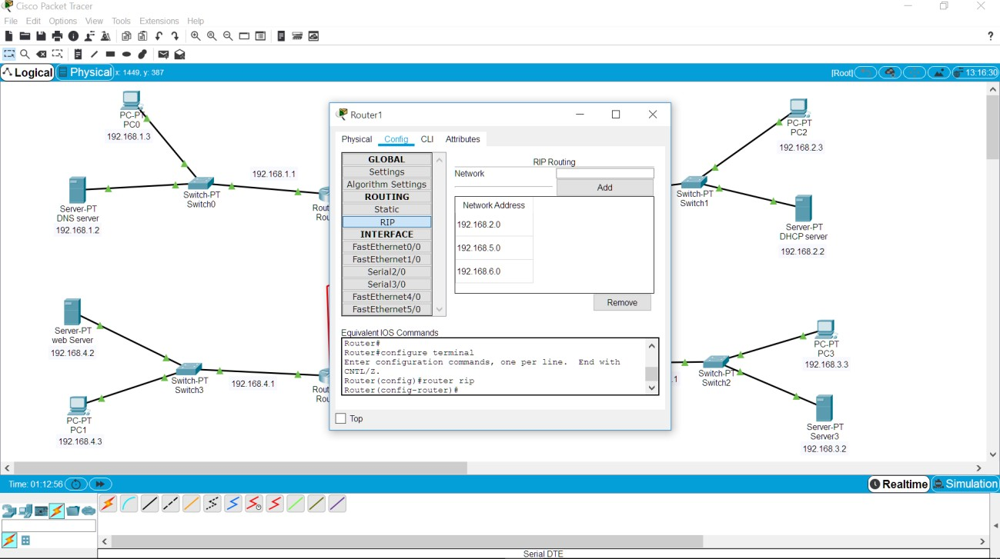 Cisco Packet Tracer
File Edit Options View Tools Extensions Help
?
Logical Physical x: 1449, y: 387 [Root] 13:16:30
PC-PT
PC0
192.168.1.3
192.168.1.1
Server-PT
DNS server
192.168.1.2
Switch-PT
Switch0
Rout
Rou
Server-PT
web Server
192.168.4.2
Switch-PT
Switch3
192.168.4.1
Rout
Rou
PC-PT
PC1
192.168.4.3
Router1
Physical Config CLI Attributes
GLOBAL
Settings
Algorithm Settings
ROUTING
Static
RIP
INTERFACE
FastEthernet0/0
FastEthernet1/0
Serial2/0
Serial3/0
FastEthernet4/0
FastEthernet5/0
RIP Routing
Network
Add
Network Address
192.168.2.0
192.168.5.0
192.168.6.0
Remove
Equivalent IOS Commands
Router#
Router#configure terminal
Enter configuration commands, one per line. End with
CNTL/Z.
Router(config)#router rip
Router(config-router)#
Top
PC-PT
PC2
192.168.2.3
Switch-PT
Switch1
Server-PT
DHCP server
192.168.2.2
PC-PT
PC3
192.168.3.3
.1
Switch-PT
Switch2
Server-PT
Server3
192.168.3.2
Time: 01:12:56
Realtime Simulation
Serial DTE